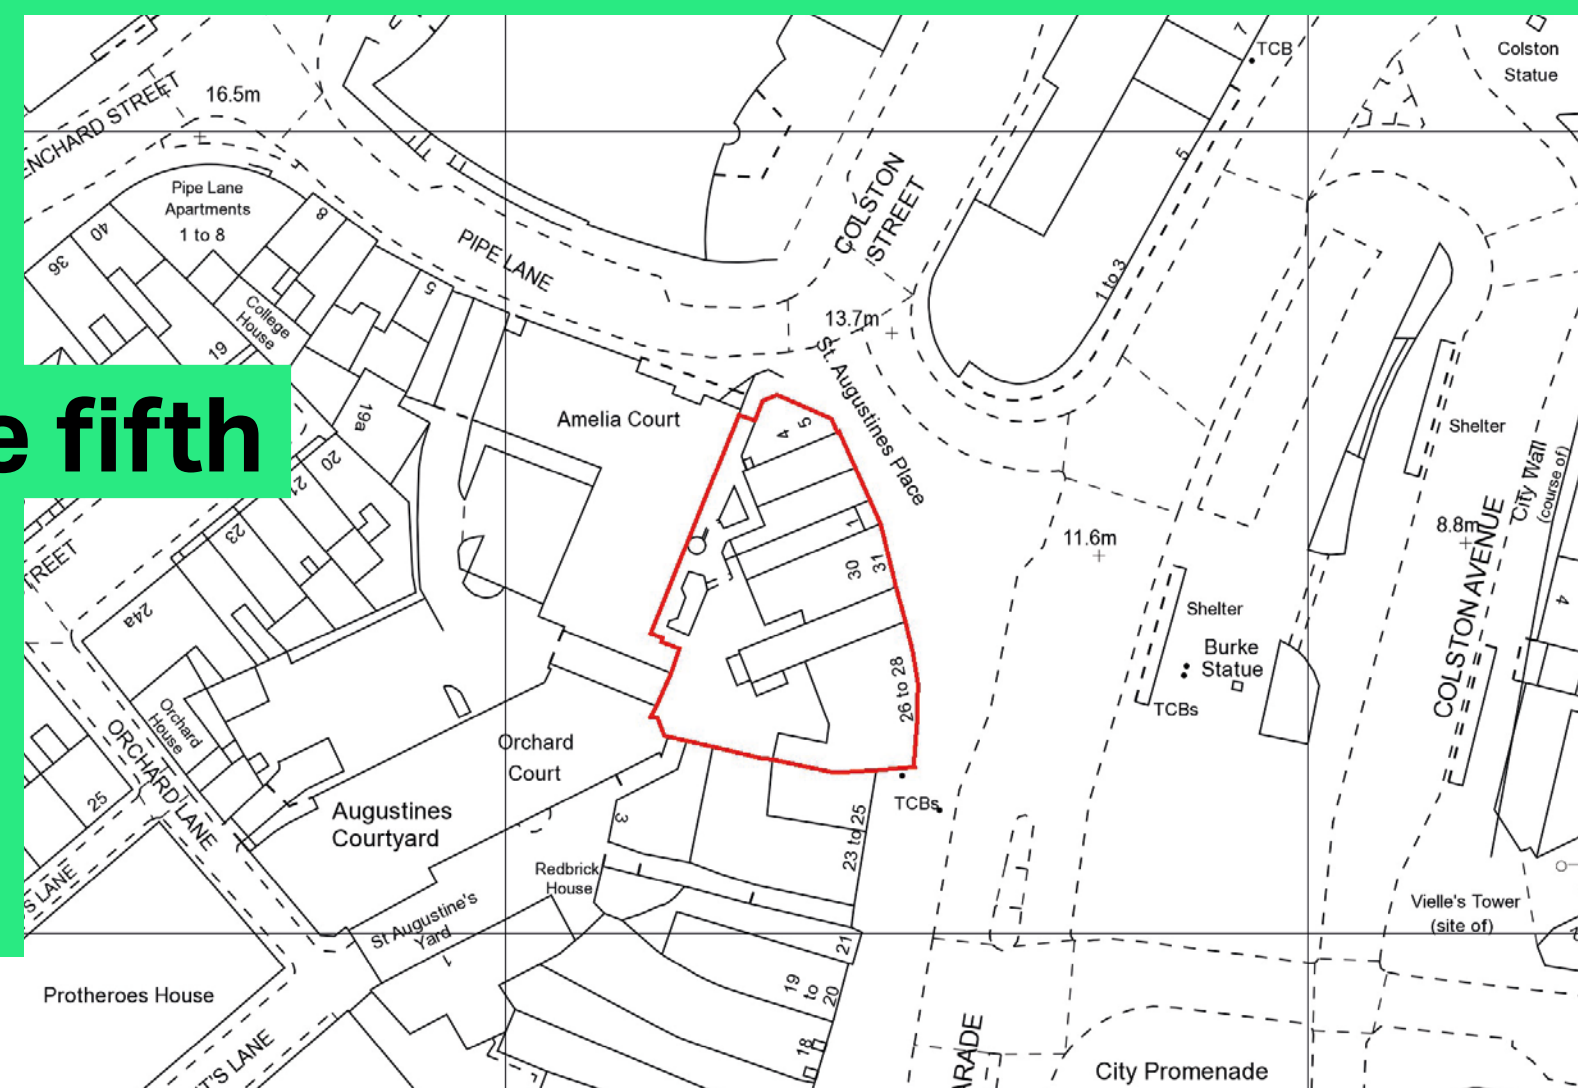 TCB
7
Colston
Statue
ENCHARD STREET
16.5m
Pipe Lane
Apartments
1 to 8
8
40
36
PIPE LANE
COLSTON
STREET
5
1 to 3
5
College
House
19
13.7m
St. Augustines Place
e fifth
19a
Amelia Court
5
4
Shelter
City Wall
(course of)
20
21
23
TREET
1
31
30
11.6m
8.8m
COLSTON AVENUE
24a
Shelter
Burke
Statue
TCBs
4
26 to 28
Orchard
House
ORCHARD LANE
Orchard
Court
25
Augustines
Courtyard
TCBs
3
23 to 25
Redbrick
House
S LANE
St Augustine's
Yard
1
Vielle's Tower
(site of)
21
19
to
20
Protheroes House
18
T'S LANE
ARADE
City Promenade